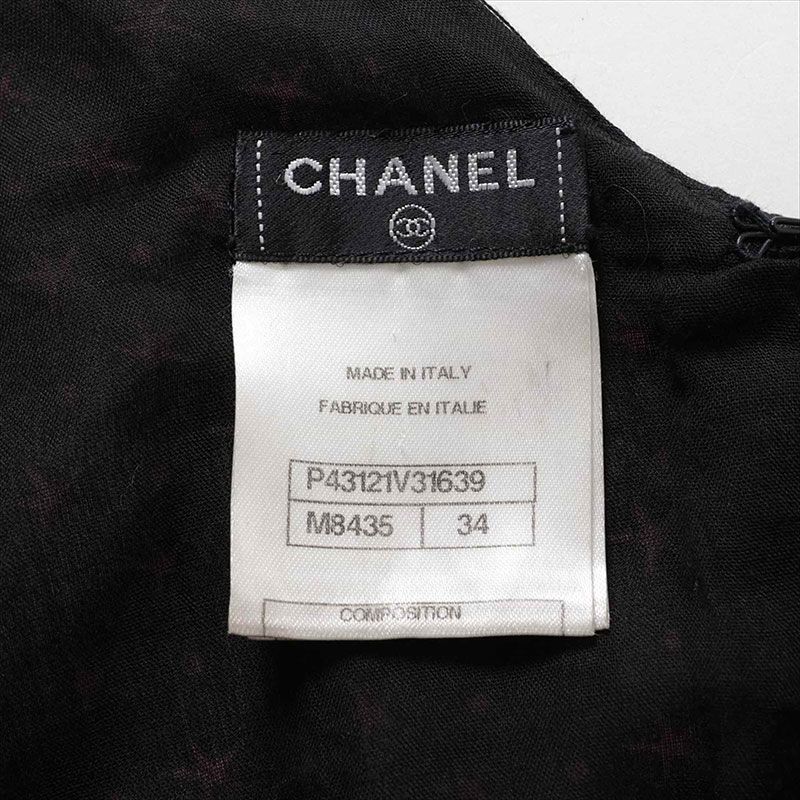 CHANEL
MADE IN ITALY
FABRIQUE EN ITALIE
P43121V31639
M8435 34
COMPOSITION